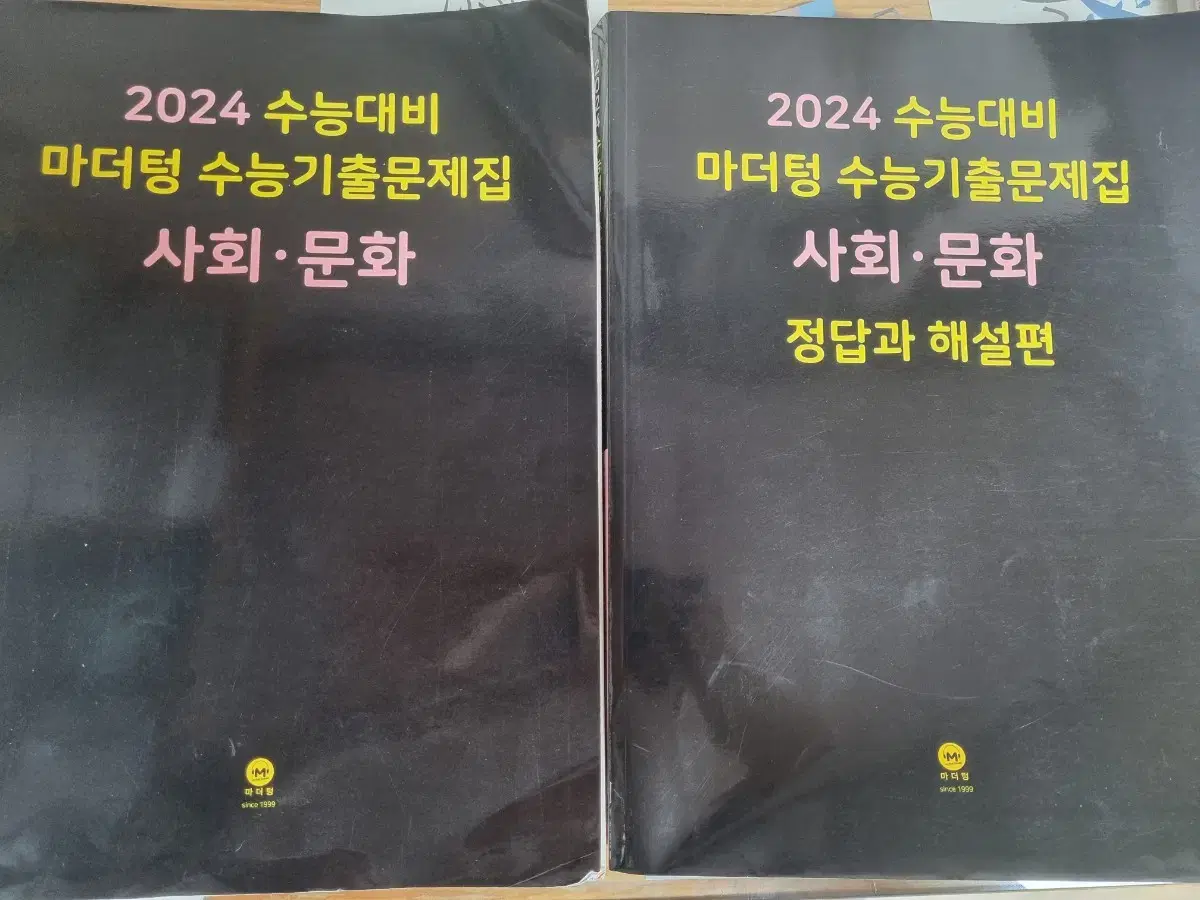 2024 수능대비
마더텅 수능기출문제집
사회·문화
M
마더텅
since 1999
2024 수능대비
마더텅 수능기출문제집
사회·문화
정답과 해설편
M
마더텅
since 1999